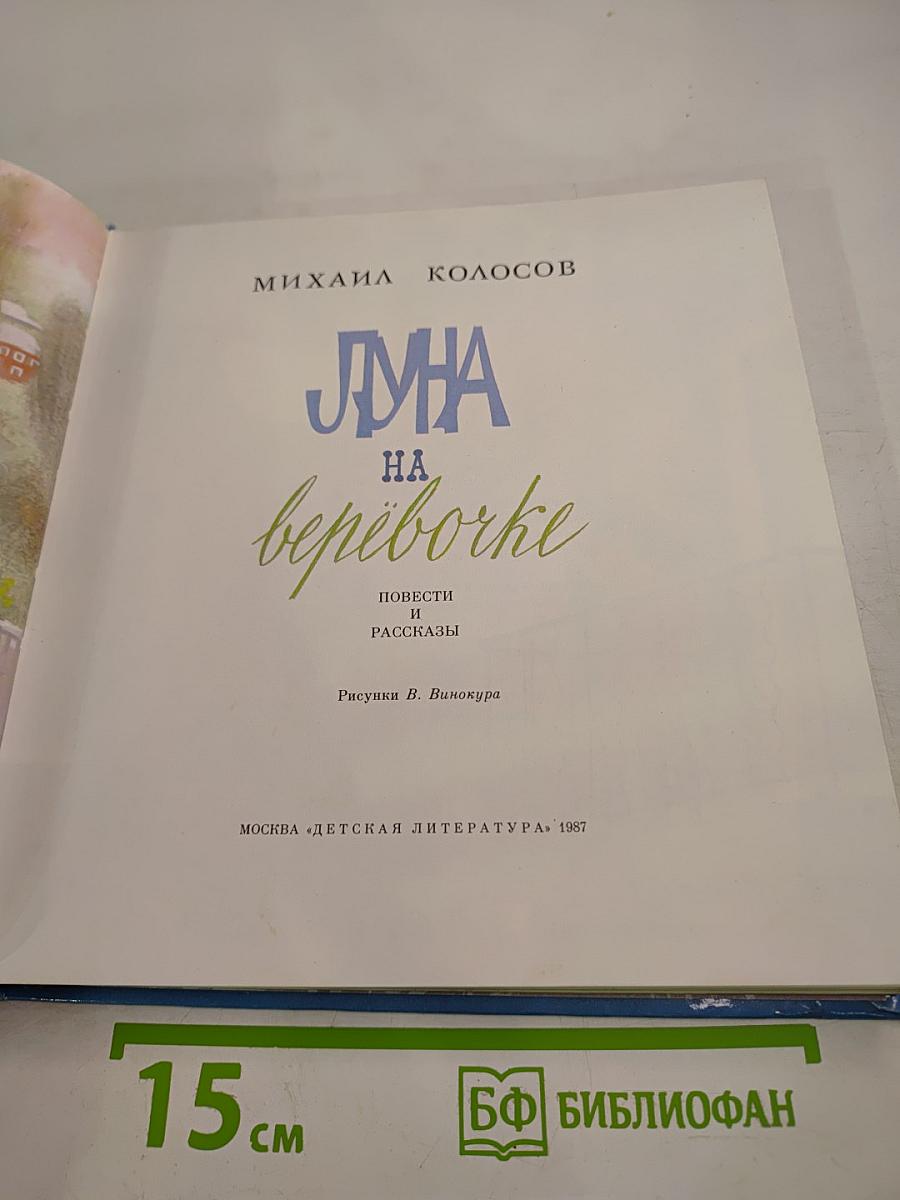 МИХАИЛ КОЛОСОВ
ЛУНА
НА
верёвочке
ПОВЕСТИ
И
РАССКАЗЫ
Рисунки В. Винокура
МОСКВА «ДЕТСКАЯ ЛИТЕРАТУРА» 1987
15 см
БФ БИБЛИОФАН